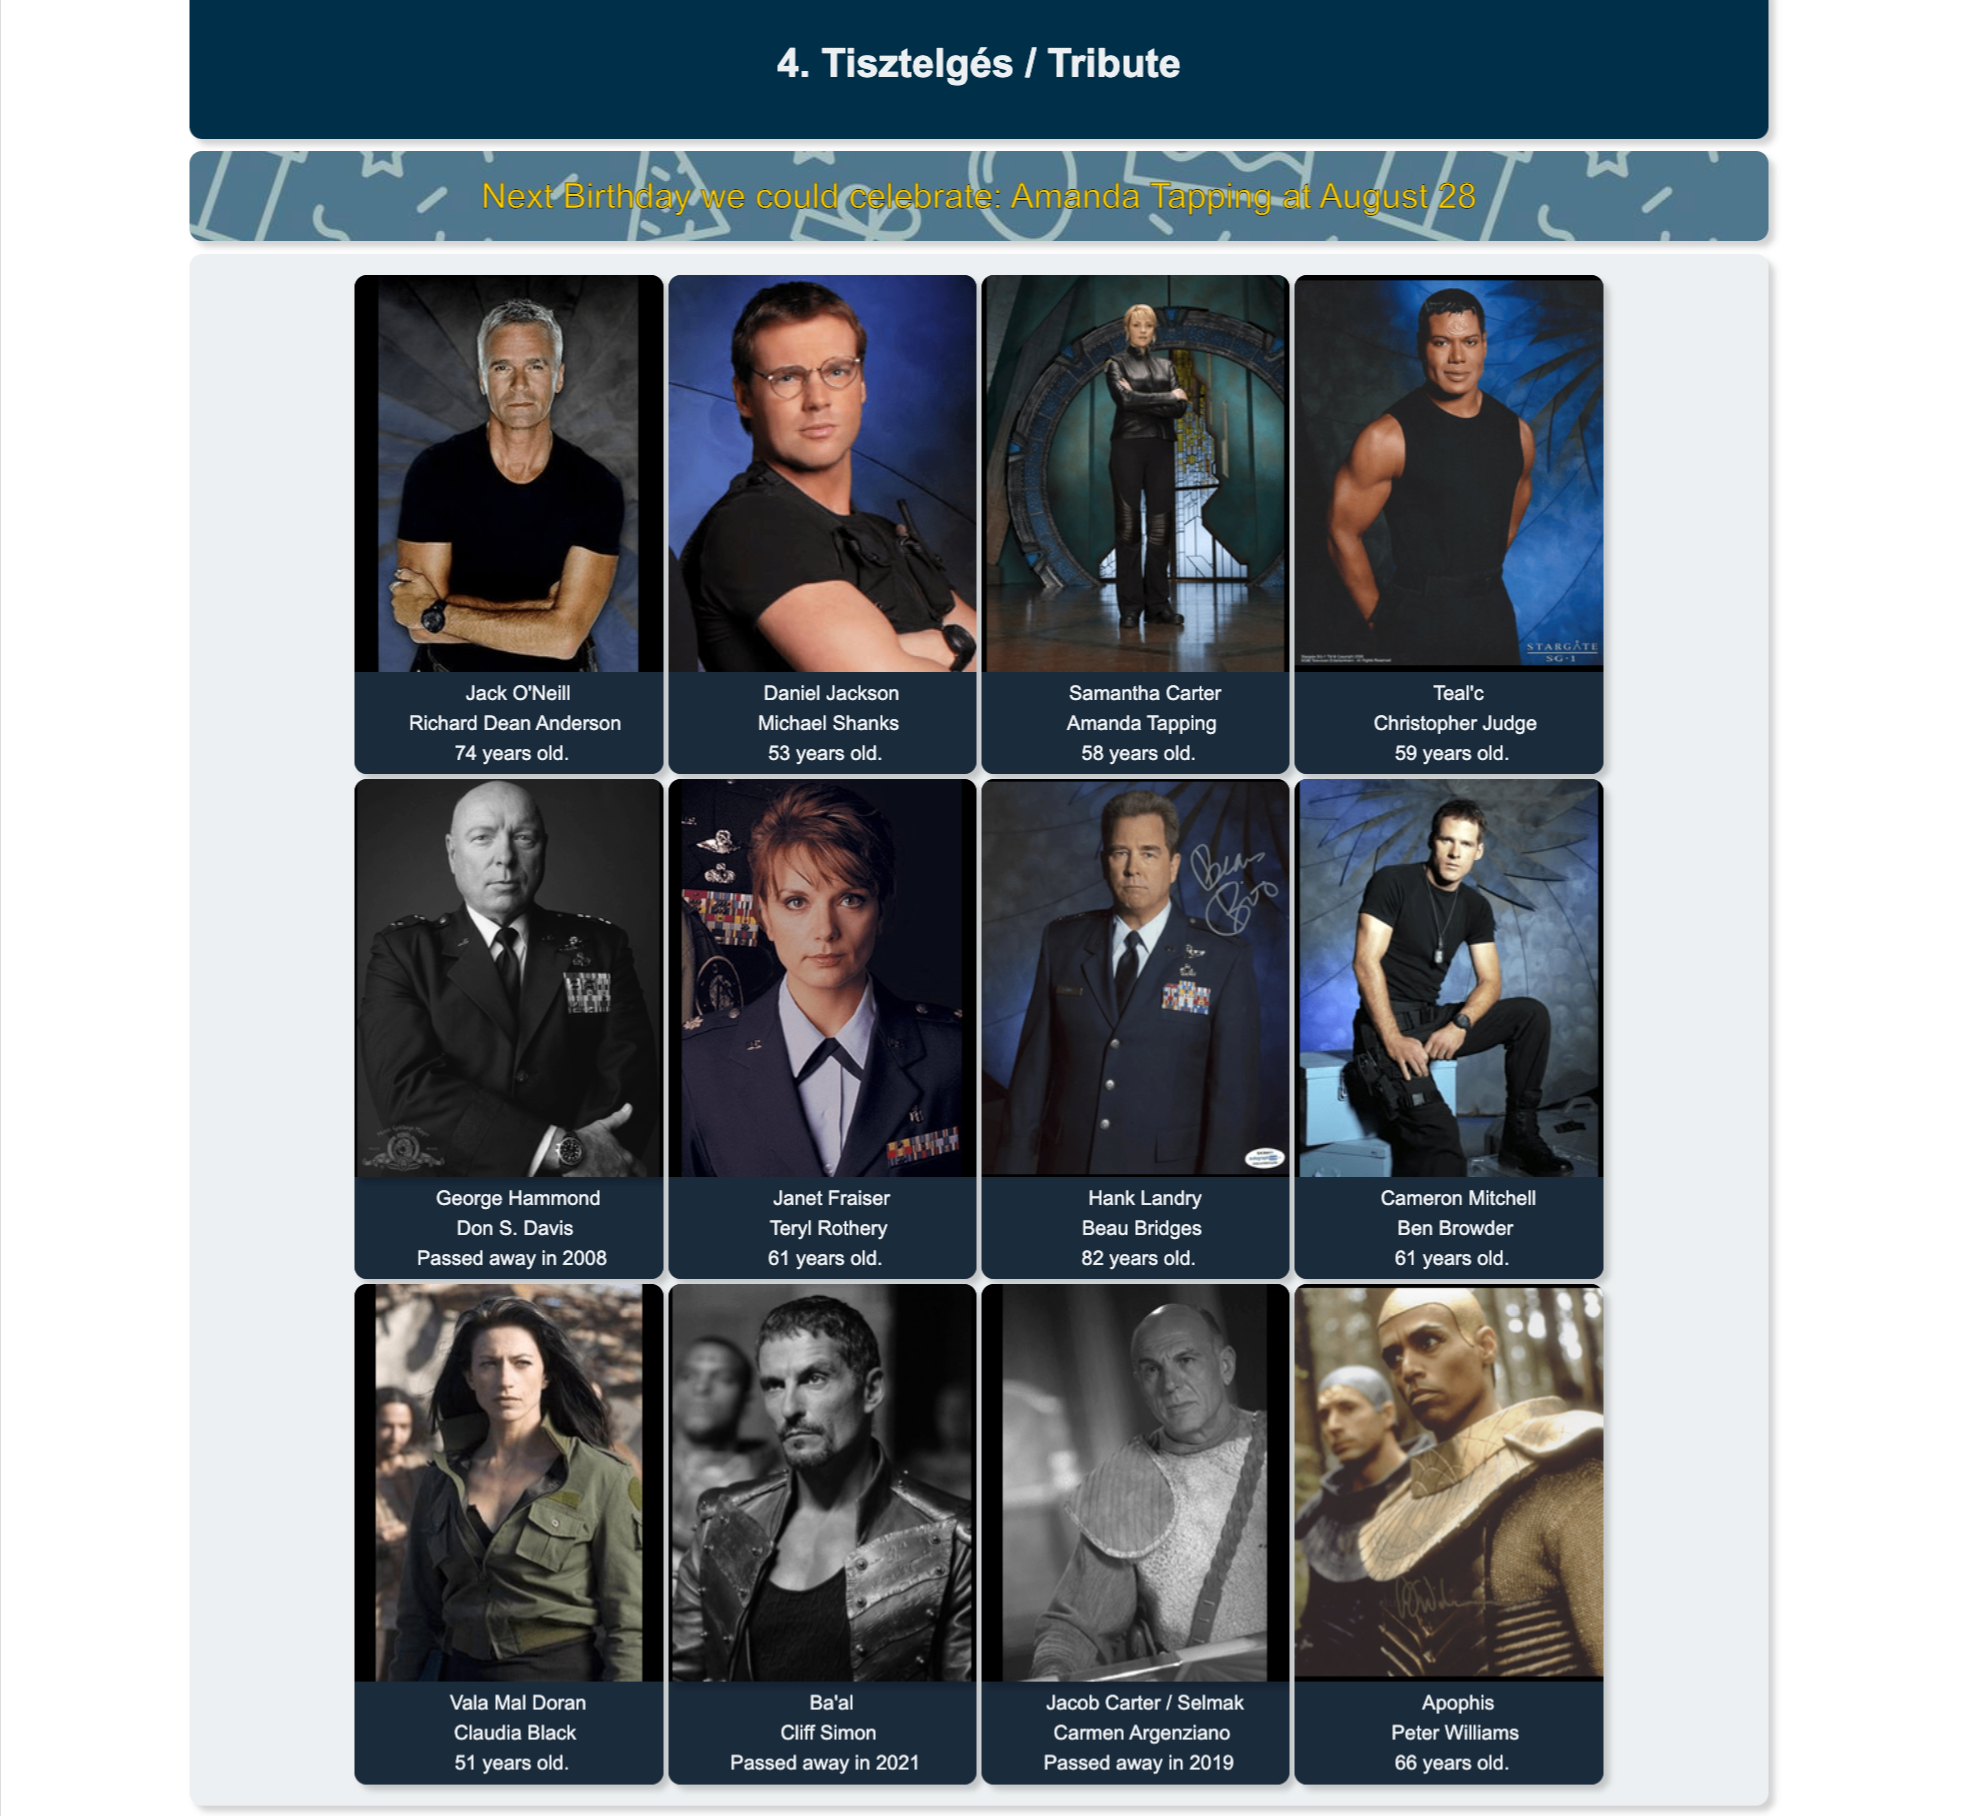 4. Tisztelgés / Tribute
Next Birthday we could celebrate: Amanda Tapping at August 28
STARGATE
SG-1
Jack O'Neill
Richard Dean Anderson
74 years old.
Daniel Jackson
Michael Shanks
53 years old.
Samantha Carter
Amanda Tapping
58 years old.
Teal'c
Christopher Judge
59 years old.
George Hammond
Don S. Davis
Passed away in 2008
Janet Fraiser
Teryl Rothery
61 years old.
Hank Landry
Beau Bridges
82 years old.
Cameron Mitchell
Ben Browder
61 years old.
Vala Mal Doran
Claudia Black
51 years old.
Ba'al
Cliff Simon
Passed away in 2021
Jacob Carter / Selmak
Carmen Argenziano
Passed away in 2019
Apophis
Peter Williams
66 years old.